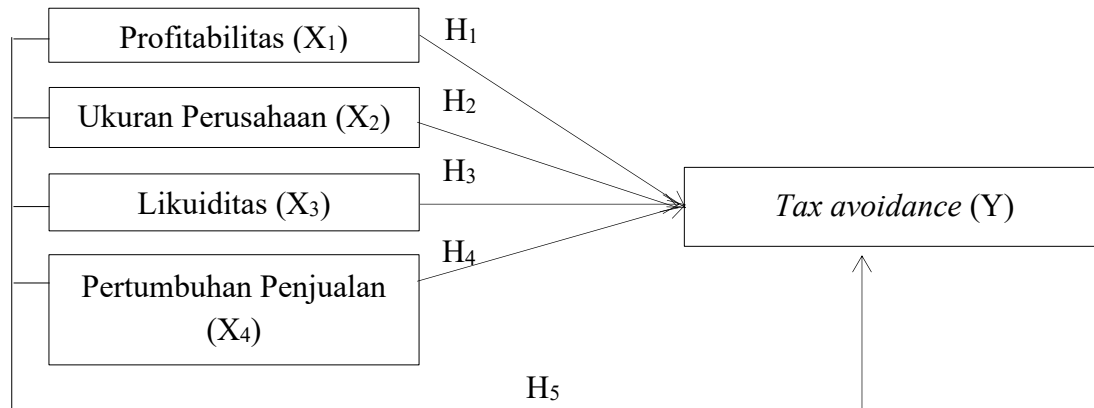 Profitabilitas (X₁)
H₁
Ukuran Perusahaan (X₂)
H₂
Likuiditas (X₃)
H₃
Pertumbuhan Penjualan
(X₄)
H₄
Tax avoidance (Y)
H₅